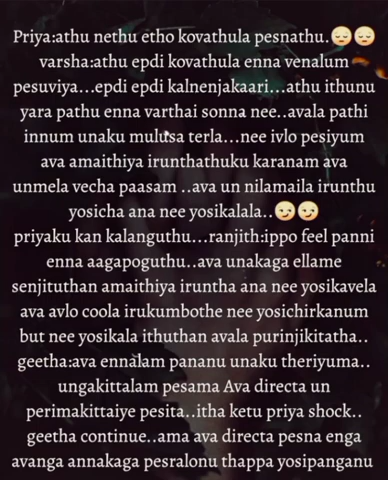 Priya:athu nethu etho kovathula pesnathu..😔😔
varsha:athu epdi kovathula enna venalum
pesuviya...epdi epdi kalnenjakaari...athu ithunu
yara pathu enna varthai sonna nee..avala pathi
innum unaku mulusa terla...nee ivlo pesiyum
ava amaithiya irunthathuku karanam ava
unmela vecha paasam ..ava un nilamaila irunthu
yosicha ana nee yosikalala..😏😏
priyaku kan kalanguthu...ranjith:ippo feel panni
enna aagapoguthu..ava unakaga ellame
senjituthan amaithiya iruntha ana nee yosikavela
ava avlo coola irukumbothe nee yosichirkanum
but nee yosikala ithuthan avala purinjikitatha..
geetha:ava ennalam pananu unaku theriyuma..
ungakittalam pesama Ava directa un
perimakittaiye pesita..itha ketu priya shock..
geetha continue..ama ava directa pesna enga
avanga annakaga pesralonu thappa yosipanganu